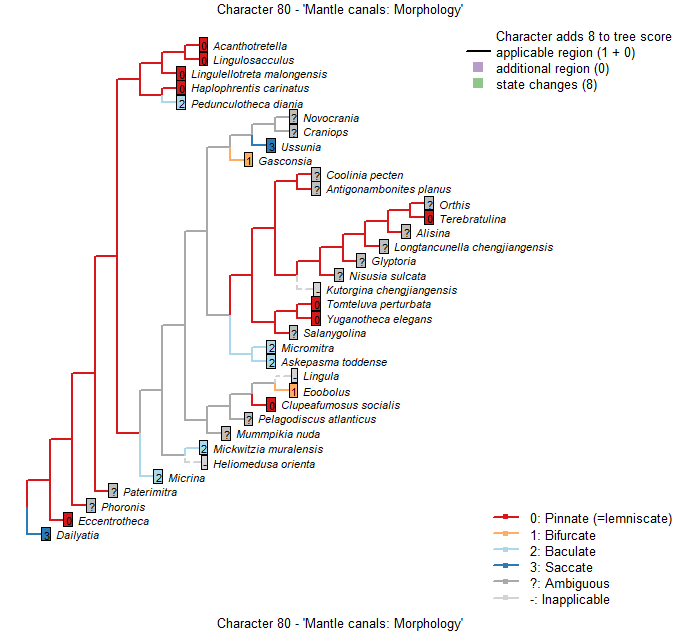 Character 80 - 'Mantle canals: Morphology'
Character adds 8 to tree score
applicable region (1 + 0)
additional region (0)
state changes (8)
0 Acanthotretella
0 Lingulosacculus
0 Lingulellotreta malongensis
0 Haplophrentis carinatus
2 Pedunculotheca diania
? Novocrania
? Craniops
3 Ussunia
1 Gasconsia
? Coolinia pecten
? Antigonambonites planus
? Orthis
0 Terebratulina
? Alisina
? Longtancunella chengjiangensis
? Glyptoria
? Nisusia sulcata
- Kutorgina chengjiangensis
0 Tomteluva perturbata
0 Yuganotheca elegans
? Salanygolina
2 Micromitra
2 Askepasma toddense
- Lingula
1 Eoobolus
0 Clupeafumosus socialis
? Pelagodiscus atlanticus
? Mummpikia nuda
2 Mickwitzia muralensis
- Heliomedusa orienta
2 Micrina
? Paterimitra
? Phoronis
0 Eccentrotheca
3 Dailyatia
0: Pinnate (=lemniscate)
1: Bifurcate
2: Baculate
3: Saccate
?: Ambiguous
-: Inapplicable
Character 80 - 'Mantle canals: Morphology'